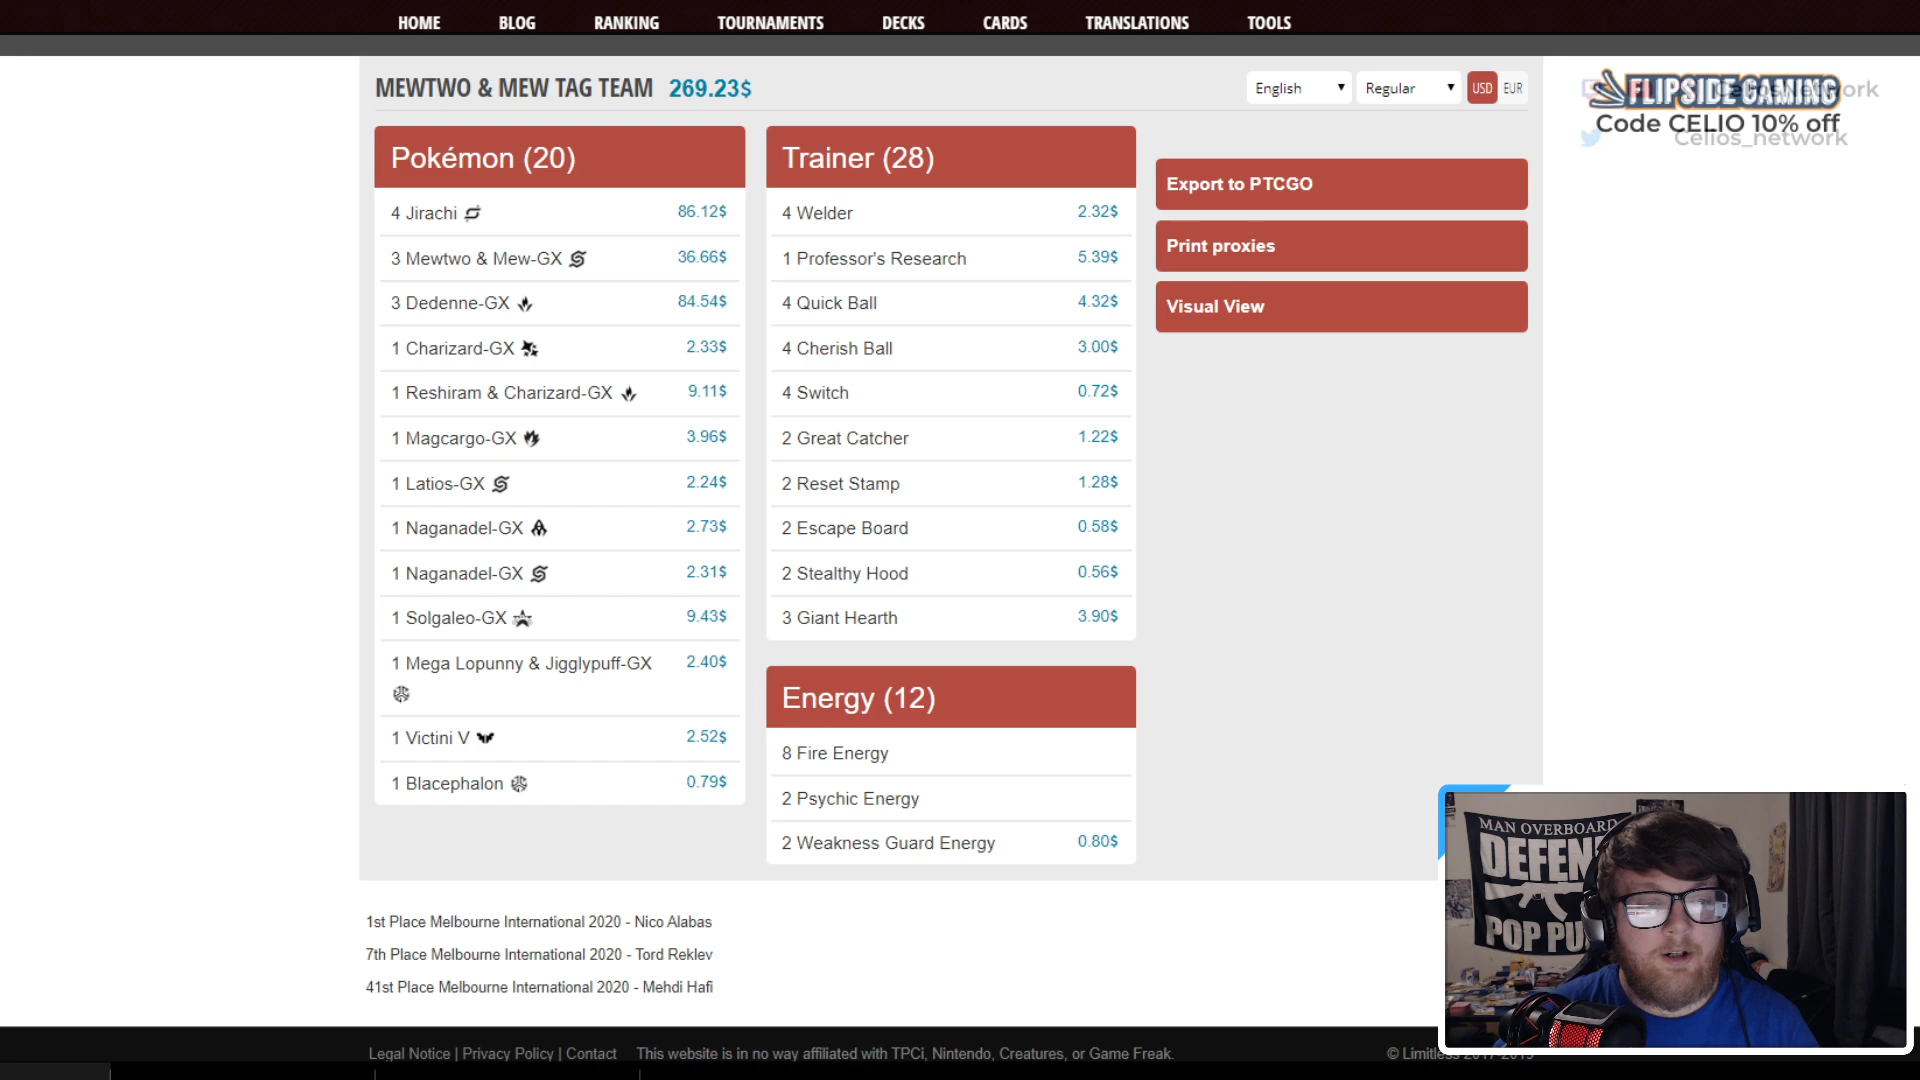 HOME BLOG RANKING TOURNAMENTS DECKS CARDS TRANSLATIONS TOOLS
MEWTWO & MEW TAG TEAM 269.23$
English Regular USD EUR
FLIPSIDE GAMING
Code CELIO 10% off
Celios_network
Pokémon (20)
4 Jirachi 86.12$
3 Mewtwo & Mew-GX 36.66$
3 Dedenne-GX 84.54$
1 Charizard-GX 2.33$
1 Reshiram & Charizard-GX 9.11$
1 Magcargo-GX 3.96$
1 Latios-GX 2.24$
1 Naganadel-GX 2.73$
1 Naganadel-GX 2.31$
1 Solgaleo-GX 9.43$
1 Mega Lopunny & Jigglypuff-GX 2.40$
1 Victini V 2.52$
1 Blacephalon 0.79$
Trainer (28)
4 Welder 2.32$
1 Professor's Research 5.39$
4 Quick Ball 4.32$
4 Cherish Ball 3.00$
4 Switch 0.72$
2 Great Catcher 1.22$
2 Reset Stamp 1.28$
2 Escape Board 0.58$
2 Stealthy Hood 0.56$
3 Giant Hearth 3.90$
Energy (12)
8 Fire Energy
2 Psychic Energy
2 Weakness Guard Energy 0.80$
Export to PTCGO
Print proxies
Visual View
1st Place Melbourne International 2020 - Nico Alabas
7th Place Melbourne International 2020 - Tord Reklev
41st Place Melbourne International 2020 - Mehdi Hafi
MAN OVERBOARD
DEFEN
POP PU
Legal Notice | Privacy Policy | Contact This website is in no way affiliated with TPCi, Nintendo, Creatures, or Game Freak.
© Limitless